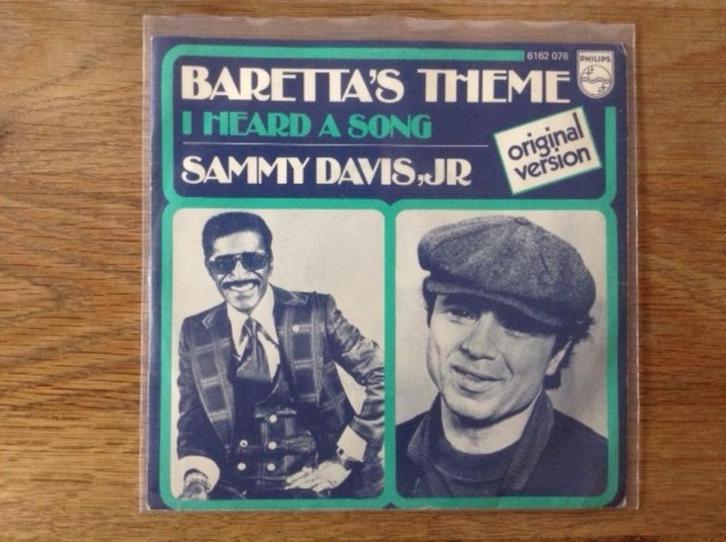 6162 078
PHILIPS
BARETTA'S THEME
I HEARD A SONG
SAMMY DAVIS,JR
original
version